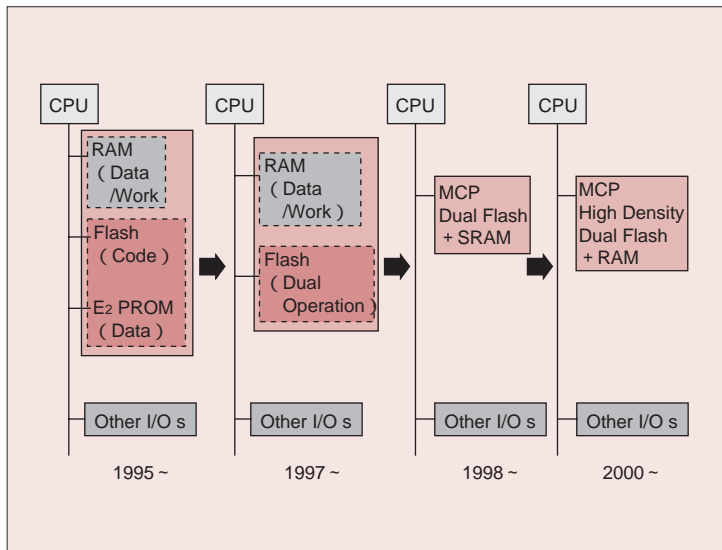 CPU
RAM
( Data
/Work
Flash
( Code )
E2 PROM
( Data )
Other I/O s
1995 ~
CPU
RAM
( Data
/Work )
Flash
( Dual
Operation )
Other I/O s
1997 ~
CPU
MCP
Dual Flash
+ SRAM
Other I/O s
1998 ~
CPU
MCP
High Density
Dual Flash
+ RAM
Other I/O s
2000 ~